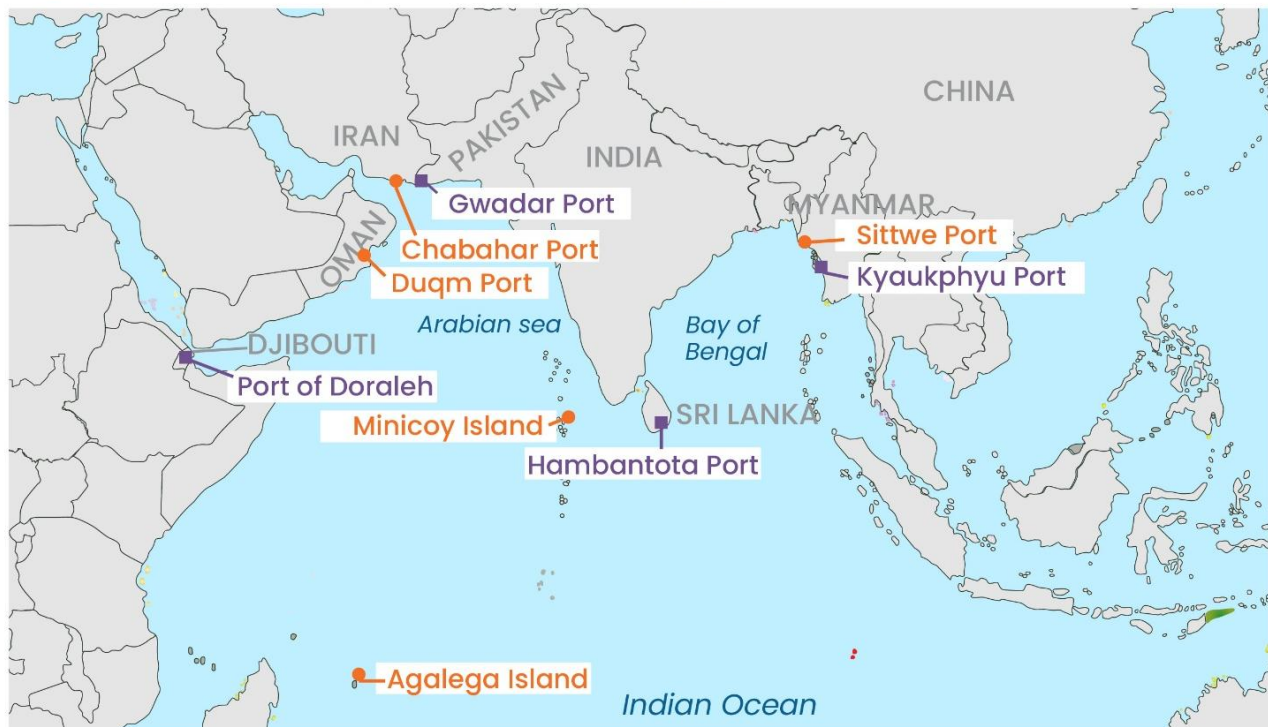 CHINA
IRAN
PAKISTAN
INDIA
Gwadar Port
MYANMAR
Chabahar Port
Sittwe Port
OMAN
Duqm Port
Kyaukphyu Port
Arabian sea
Bay of
Bengal
DJIBOUTI
Port of Doraleh
Minicoy Island
SRI LANKA
Hambantota Port
Agalega Island
Indian Ocean